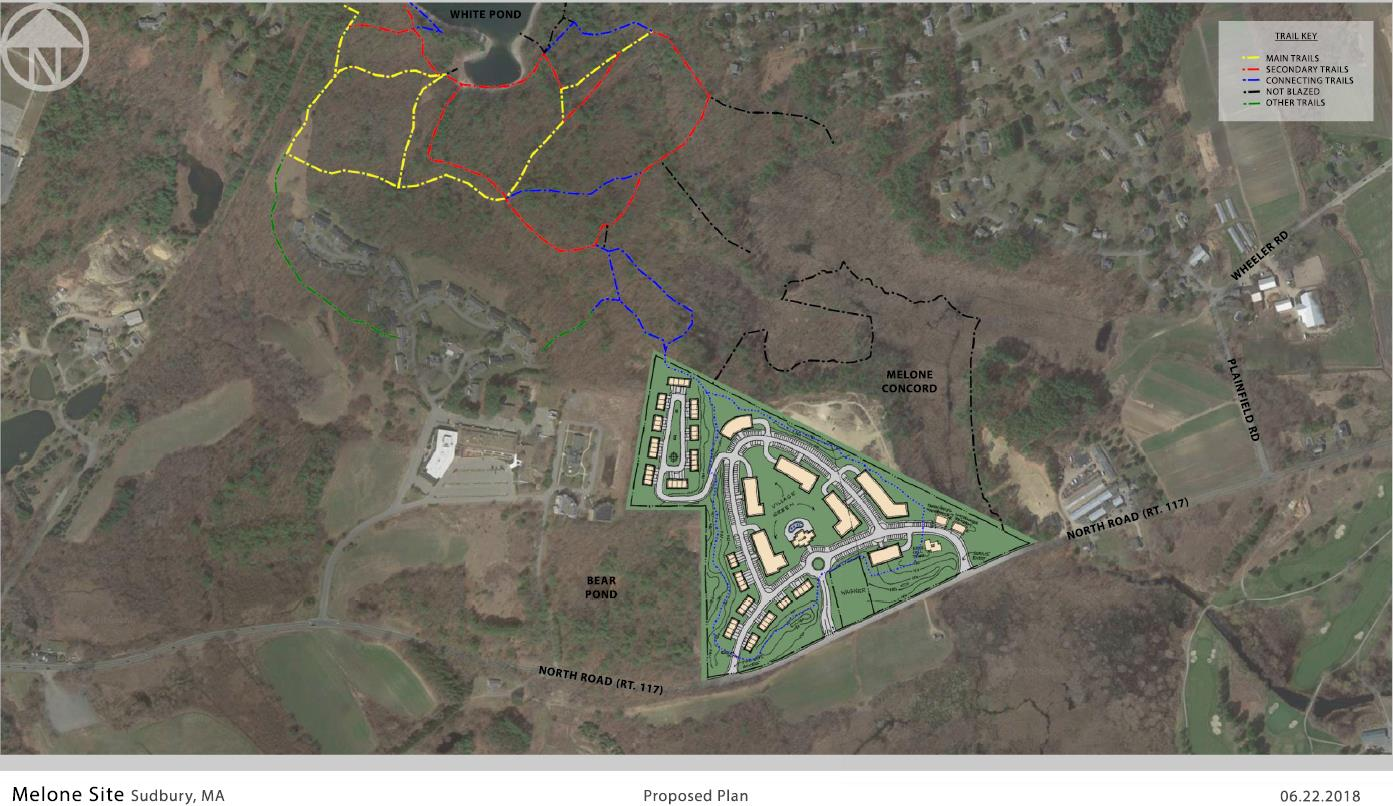 WHITE POND
N
TRAIL KEY
MAIN TRAILS
SECONDARY TRAILS
CONNECTING TRAILS
NOT BLAZED
OTHER TRAILS
WHEELER RD
PLAINFIELD RD
MELONE
CONCORD
VILLAGE
GREEN
NORTH ROAD (RT. 117)
BEAR
POND
NORTH ROAD (RT. 117)
Melone Site Sudbury, MA
Proposed Plan
06.22.2018